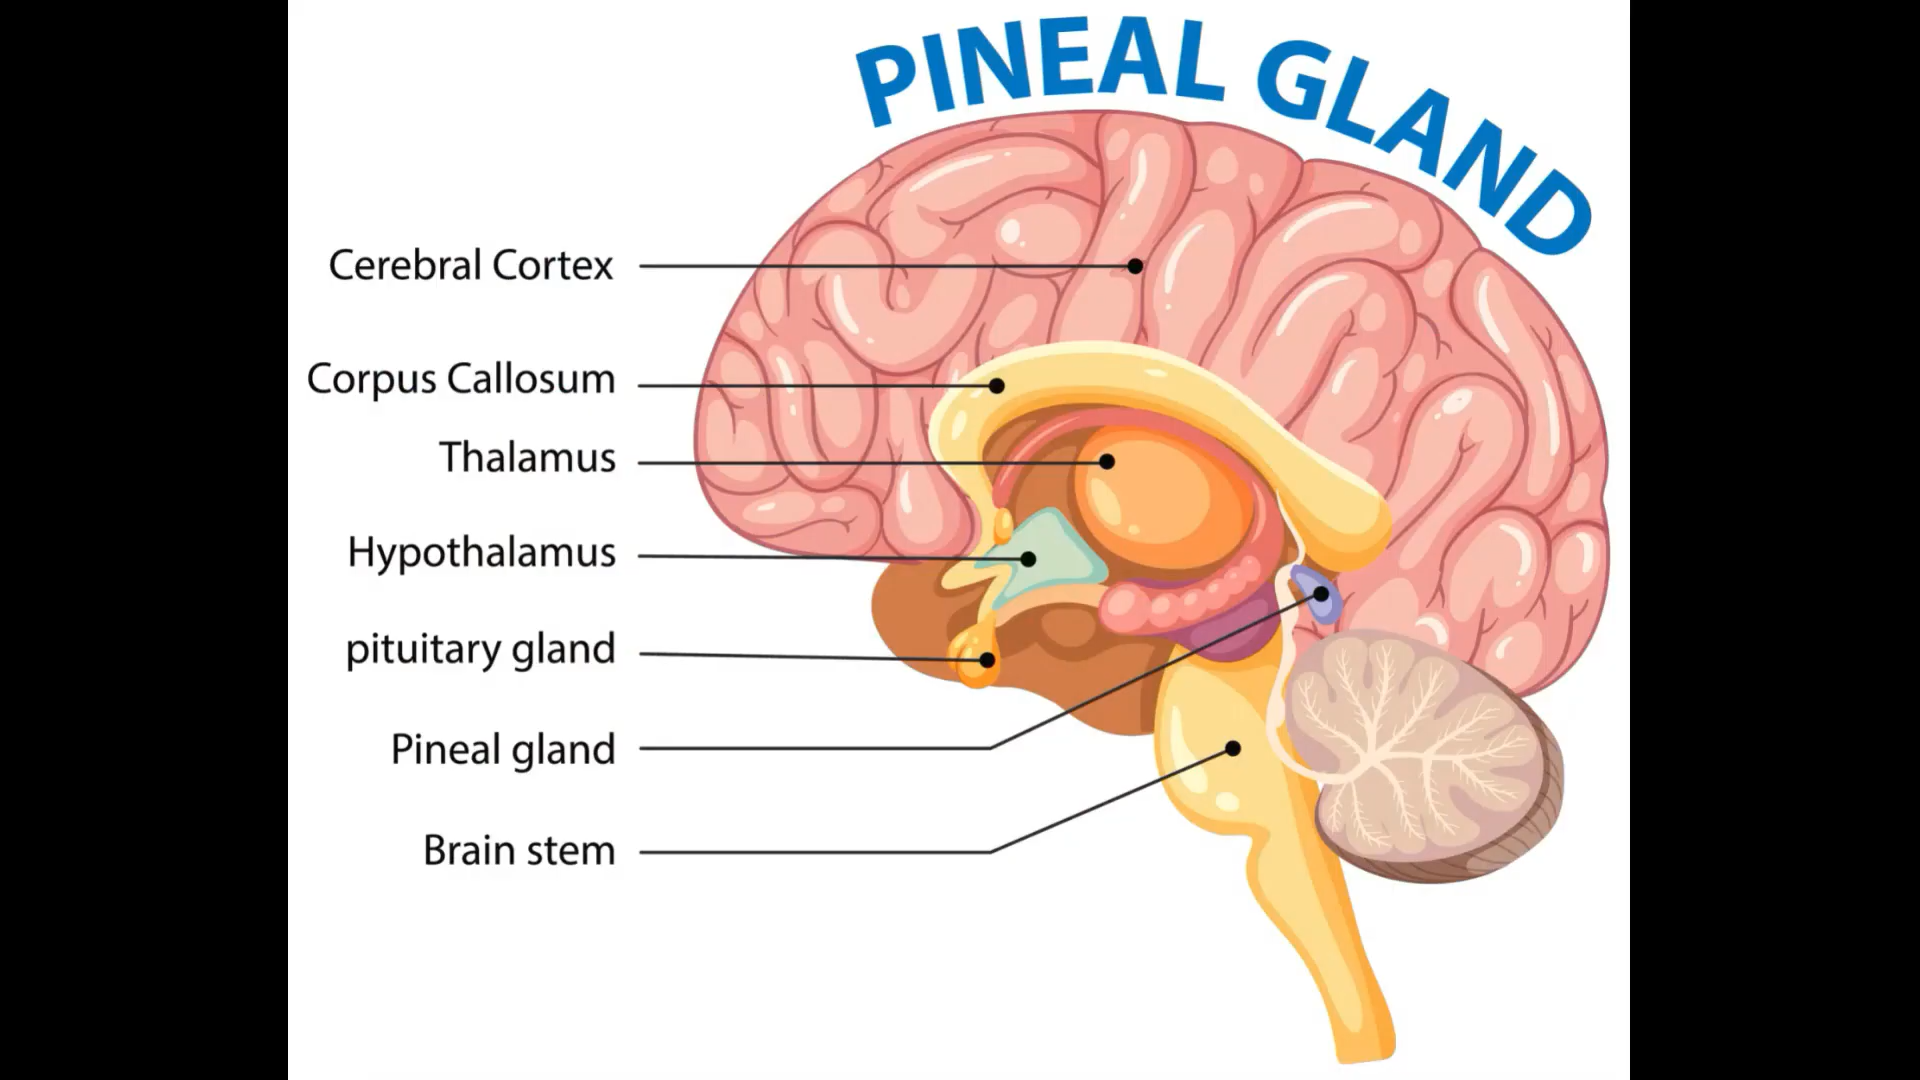 PINEAL GLAND
Cerebral Cortex
Corpus Callosum
Thalamus
Hypothalamus
pituitary gland
Pineal gland
Brain stem